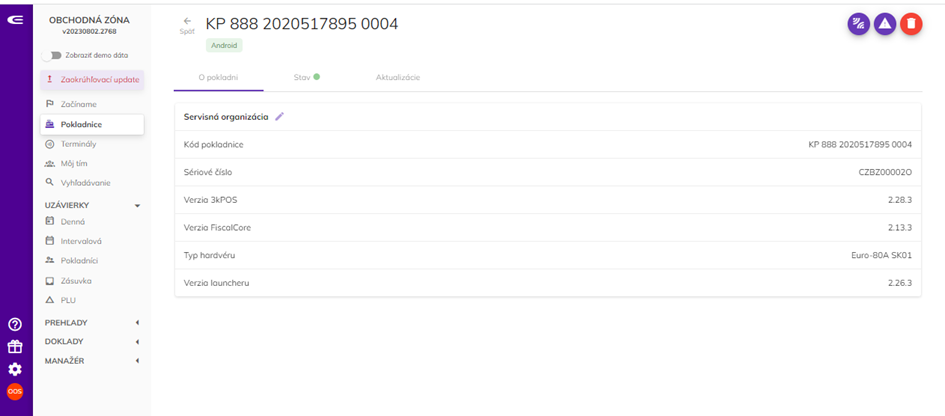 OBCHODNÁ ZÓNA
v20230802.2768
Zobraziť demo dáta
Zaokrúhľovací update
Začíname
Pokladnice
Terminály
Môj tím
Vyhľadávanie
UZÁVIERKY
Denná
Intervalová
Pokladníci
Zásuvka
PLU
PREHLADY
DOKLADY
MANAŽÉR
OOS
Späť
KP 888 2020517895 0004
Android
O pokladni
Stav
Aktualizácie
Servisná organizácia
Kód pokladnice KP 888 2020517895 0004
Sériové číslo CZBZ00002O
Verzia 3kPOS 2.28.3
Verzia FiscalCore 2.13.3
Typ hardvéru Euro-80A SK01
Verzia launcheru 2.26.3